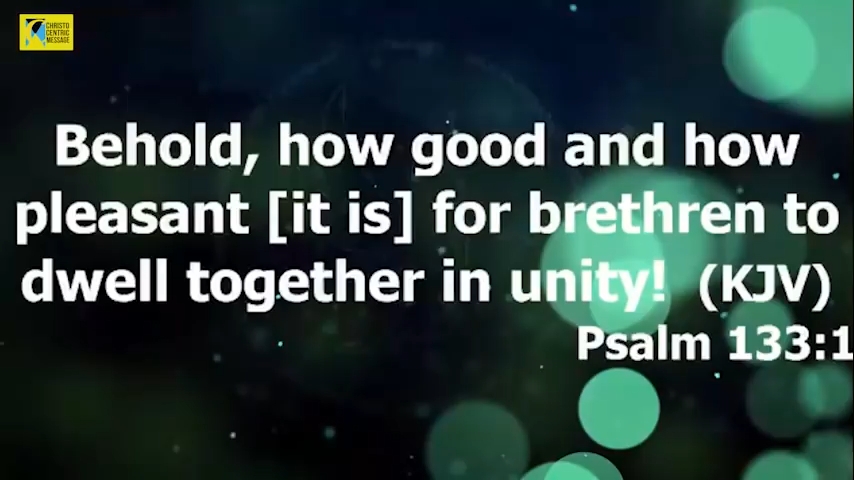 CHRISTO
CENTRIC
MESSAGE
Behold, how good and how
pleasant [it is] for brethren to
dwell together in unity! (KJV)
Psalm 133:1